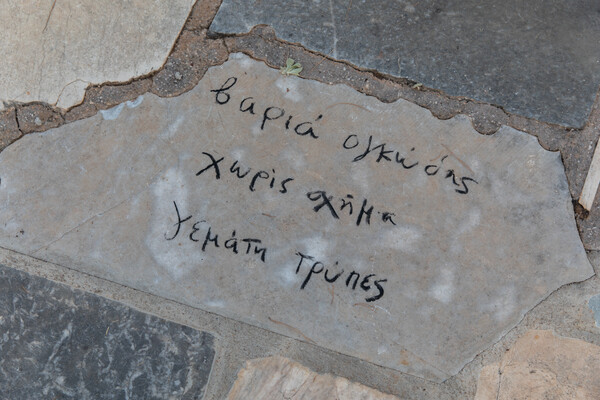 βαριά ογκώδης
χωρίς σχήμα
γεμάτη τρύπες